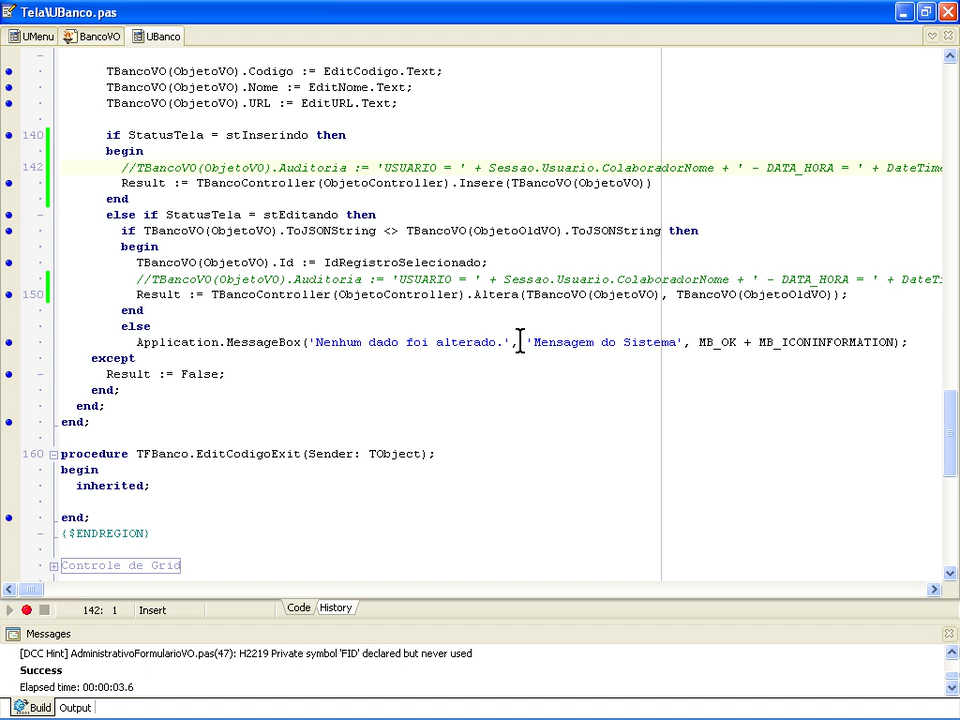 Tela\UBanco.pas
UMenu BancoVO UBanco
TBancoVO(ObjetoVO).Codigo := EditCodigo.Text;
TBancoVO(ObjetoVO).Nome := EditNome.Text;
TBancoVO(ObjetoVO).URL := EditURL.Text;
140 if StatusTela = stInserindo then
begin
142 //TBancoVO(ObjetoVO).Auditoria := 'USUARIO = ' + Sessao.Usuario.ColaboradorNome + ' - DATA_HORA = ' + DateTime
Result := TBancoController(ObjetoController).Insere(TBancoVO(ObjetoVO))
end
else if StatusTela = stEditando then
if TBancoVO(ObjetoVO).ToJSONString <> TBancoVO(ObjetoOldVO).ToJSONString then
begin
TBancoVO(ObjetoVO).Id := IdRegistroSelecionado;
//TBancoVO(ObjetoVO).Auditoria := 'USUARIO = ' + Sessao.Usuario.ColaboradorNome + ' - DATA_HORA = ' + DateTi
150 Result := TBancoController(ObjetoController).Altera(TBancoVO(ObjetoVO), TBancoVO(ObjetoOldVO));
end
else
Application.MessageBox('Nenhum dado foi alterado.', 'Mensagem do Sistema', MB_OK + MB_ICONINFORMATION);
except
Result := False;
end;
end;
end;
160 procedure TFBanco.EditCodigoExit(Sender: TObject);
begin
inherited;
end;
{$ENDREGION}
Controle de Grid
142: 1 Insert Code History
Messages
[DCC Hint] AdministrativoFormularioVO.pas(47): H2219 Private symbol 'FID' declared but never used
Success
Elapsed time: 00:00:03.6
Build Output